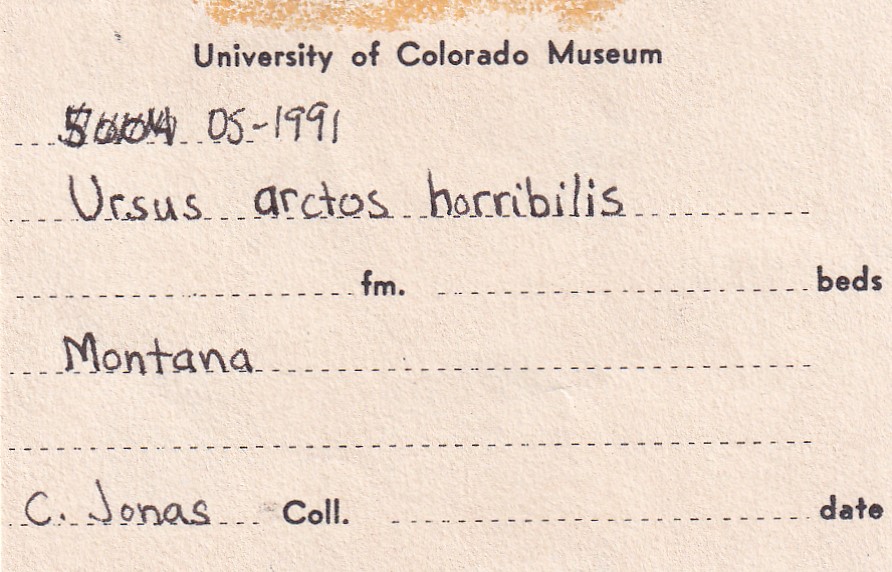 University of Colorado Museum
05-1991
Ursus arctos horribilis
fm. beds
Montana
C. Jonas Coll. date